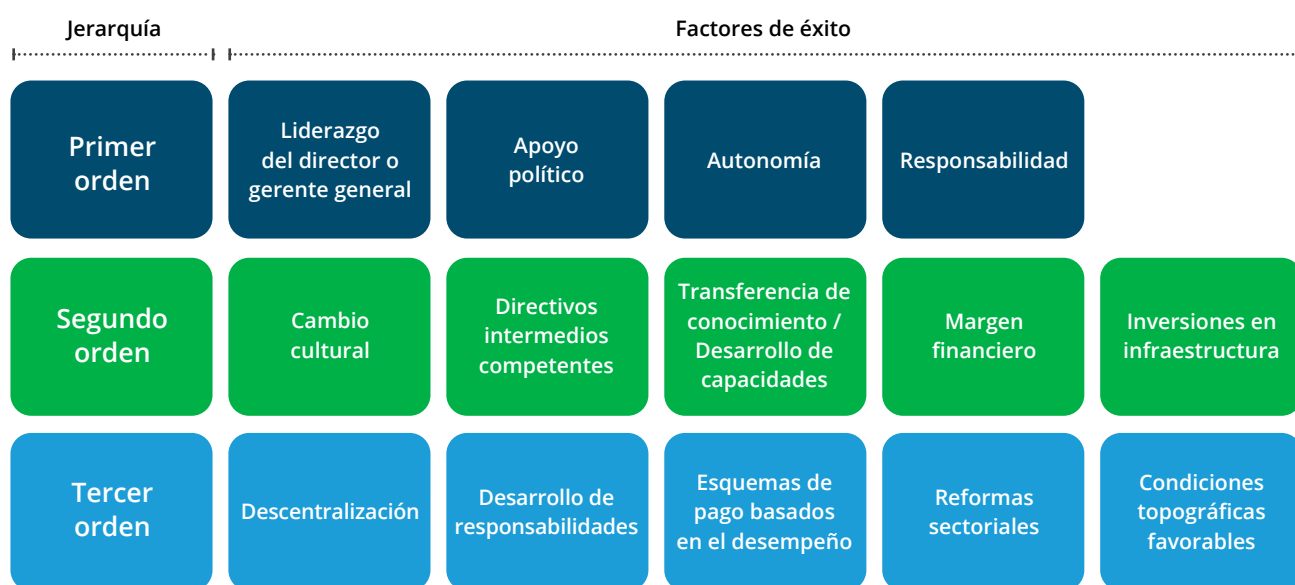 Jerarquía
Factores de éxito
Primer
orden
Liderazgo
del director o
gerente general
Apoyo
político
Autonomía
Responsabilidad
Segundo
orden
Cambio
cultural
Directivos
intermedios
competentes
Transferencia de
conocimiento /
Desarrollo de
capacidades
Margen
financiero
Inversiones en
infraestructura
Tercer
orden
Descentralización
Desarrollo de
responsabilidades
Esquemas de
pago basados
en el desempeño
Reformas
sectoriales
Condiciones
topográficas
favorables